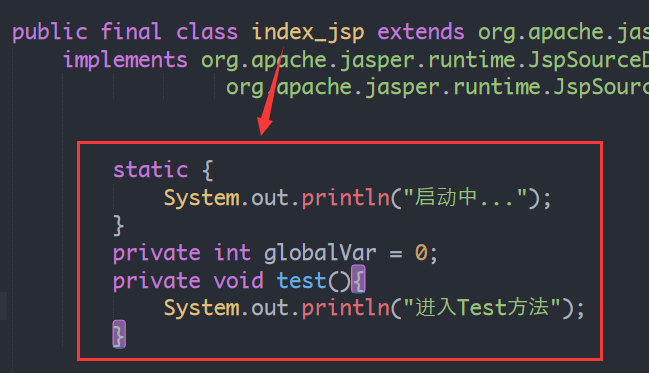 public final class index_jsp extends org.apache.jas
implements org.apache.jasper.runtime.JspSourceD
org.apache.jasper.runtime.JspSourc
static {
System.out.println("启动中...");
}
private int globalVar = 0;
private void test(){
System.out.println("进入Test方法");
}